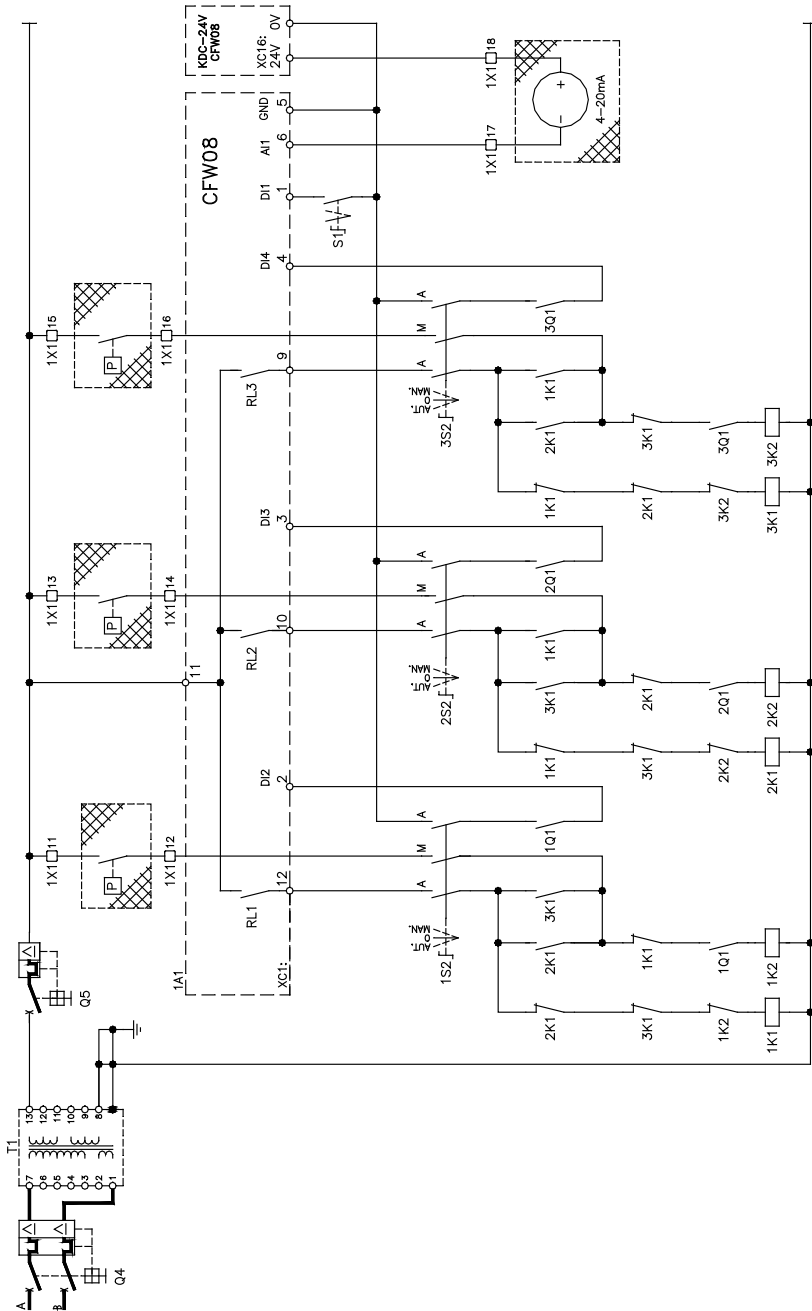 KDC-24V
CFW08
XC16:
24V
0V
CFW08
GND
5
AI1
6
DI1
1
DI4
4
DI3
3
DI2
2
S1
1X1 18
1X1 17
+
-
4-20mA
1X1 15
P
1X1 16
1X1 13
P
1X1 14
1X1 11
P
1X1 12
RL3
9
RL2
10
11
RL1
12
1A1
XC1:
A
M
A
MAN.
0
AUT.
3S2
3Q1
1K1
2K1
3K1
3Q1
3K2
1K1
2K1
3K2
3K1
A
M
A
MAN.
0
AUT.
2S2
2Q1
1K1
3K1
2K1
2Q1
2K2
1K1
3K1
2K2
2K1
A
M
A
MAN.
0
AUT.
1S2
1Q1
3K1
2K1
1K1
1Q1
1K2
2K1
3K1
1K2
1K1
Q5
T1
13
12
11
10
9
8
7
6
5
4
3
2
1
Q4
A
B